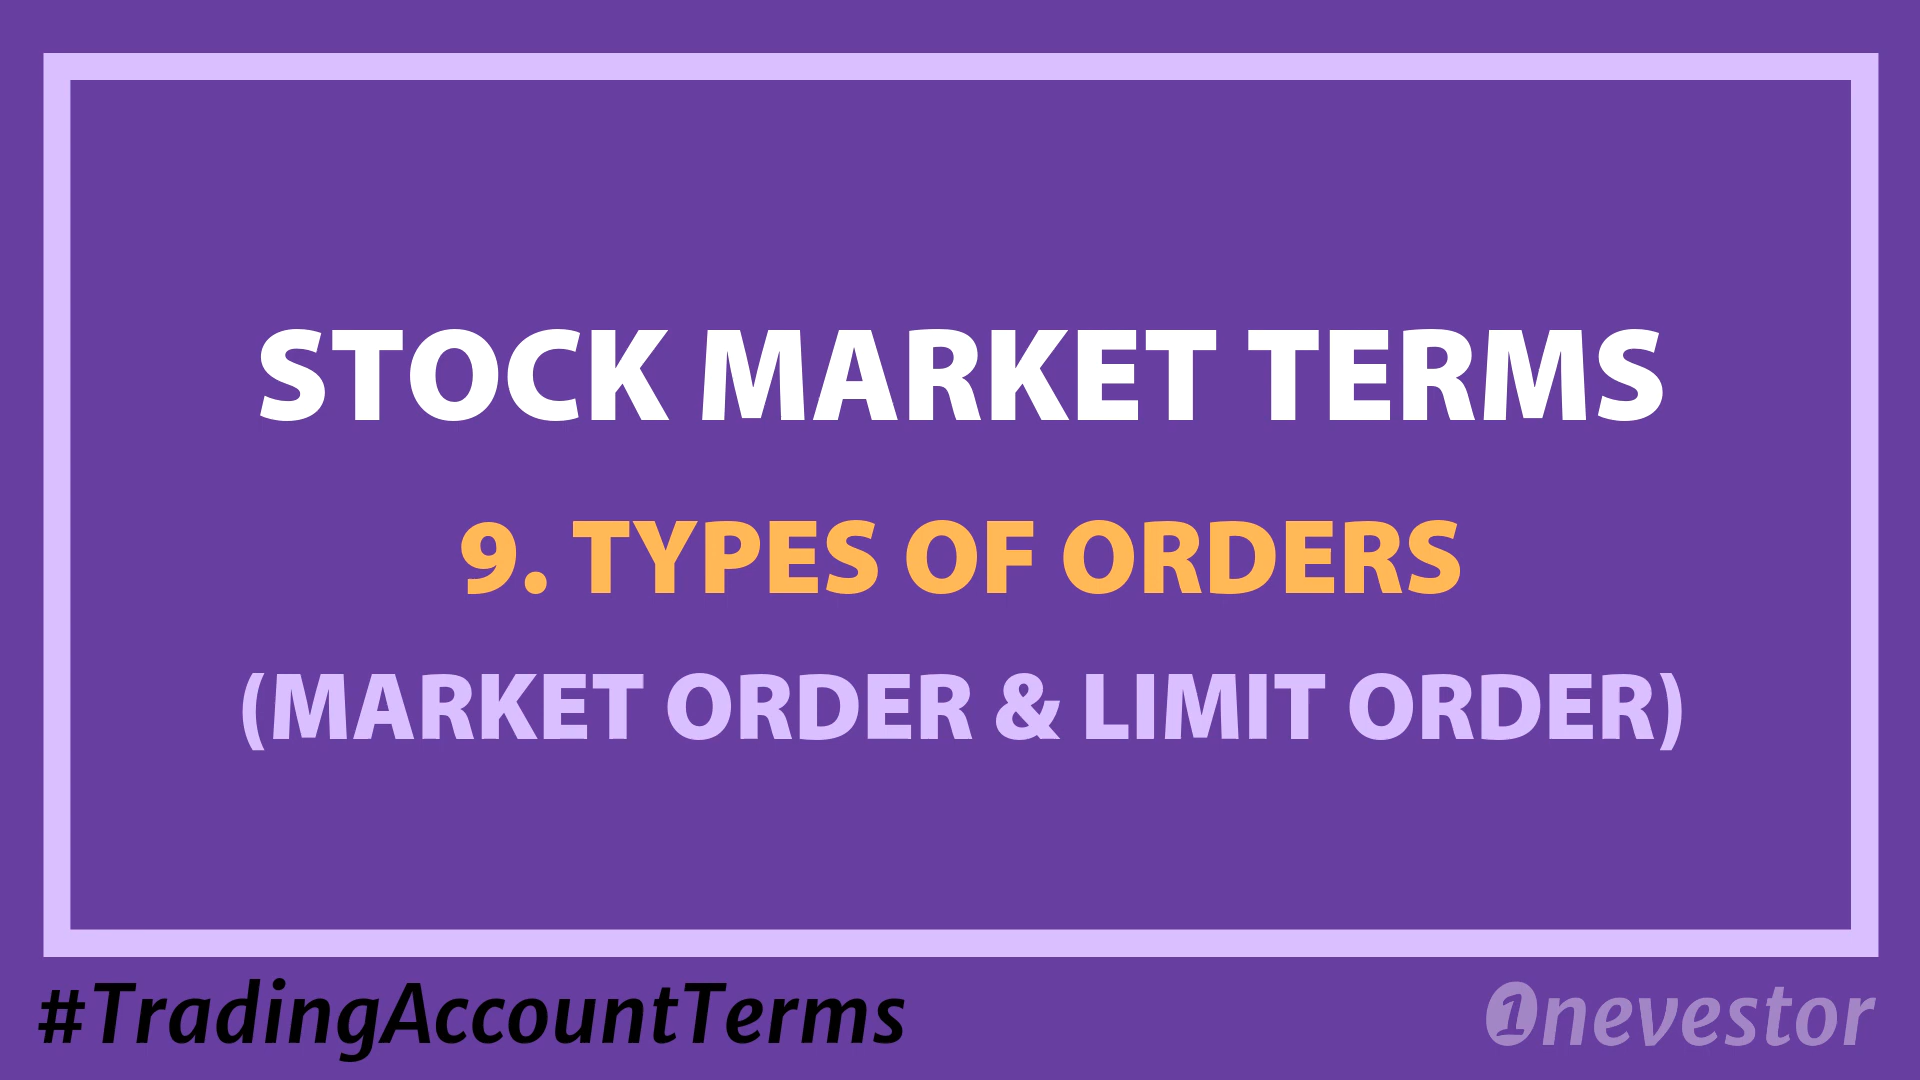 STOCK MARKET TERMS
9. TYPES OF ORDERS
(MARKET ORDER & LIMIT ORDER)
#TradingAccountTerms
1nevestor